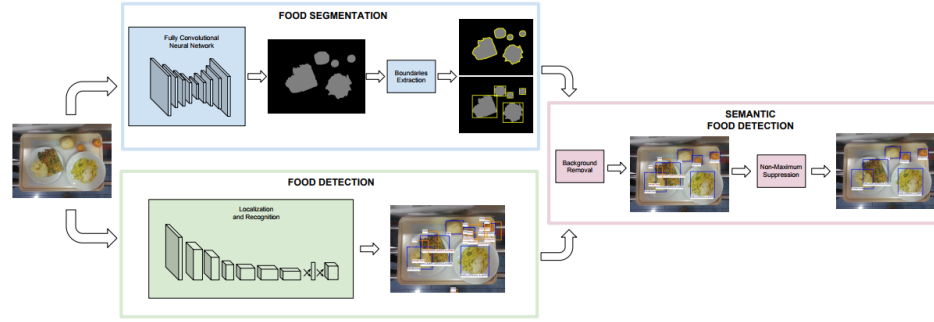 FOOD SEGMENTATION
Fully Convolutional
Neural Network
Boundaries
Extraction
FOOD DETECTION
Localization
and Recognition
SEMANTIC
FOOD DETECTION
Background
Removal
Non-Maximum
Suppression